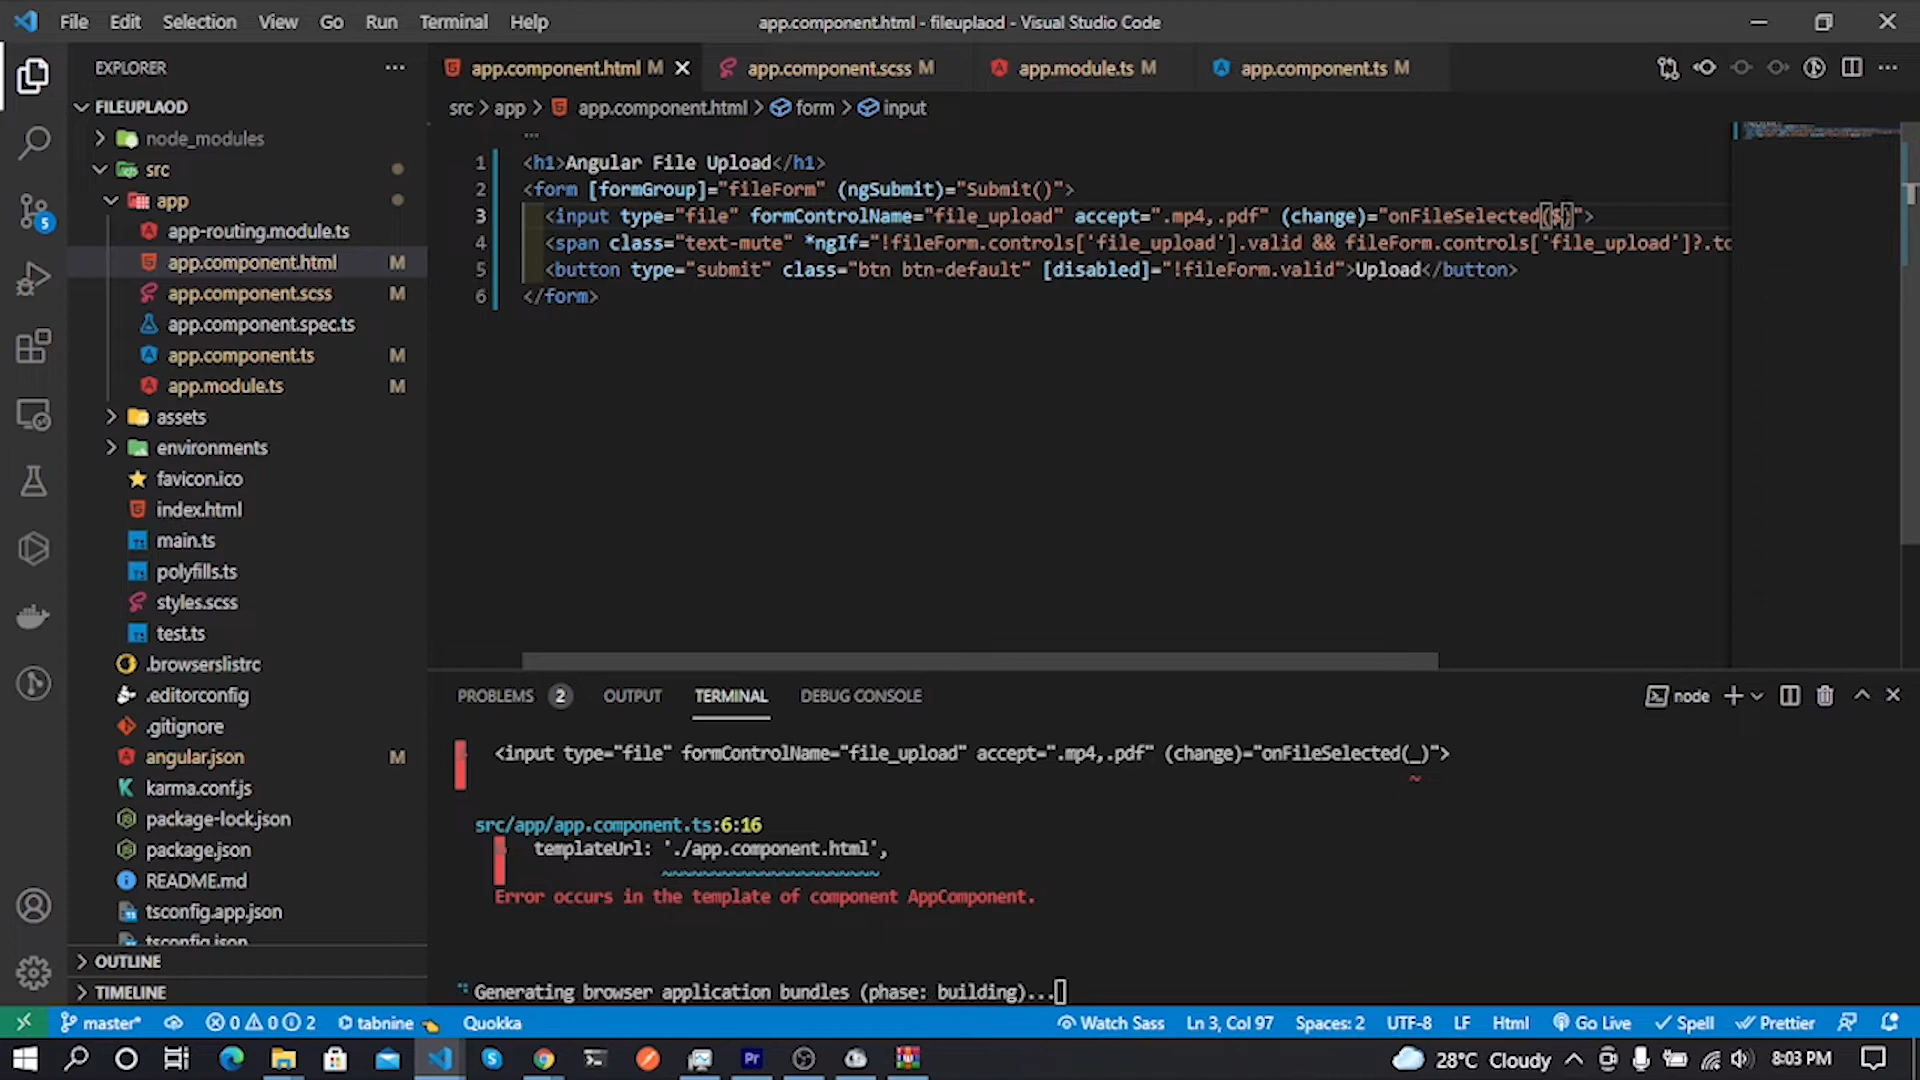 File Edit Selection View Go Run Terminal Help
app.component.html - fileuplaod - Visual Studio Code
EXPLORER
FILEUPLAOD
node_modules
src
app
app-routing.module.ts
app.component.html M
app.component.scss M
app.component.spec.ts
app.component.ts M
app.module.ts M
assets
environments
favicon.ico
index.html
main.ts
polyfills.ts
styles.scss
test.ts
.browserslistrc
.editorconfig
.gitignore
angular.json M
karma.conf.js
package-lock.json
package.json
README.md
tsconfig.app.json
tsconfig.json
OUTLINE
TIMELINE
5
app.component.html M
app.component.scss M
app.module.ts M
app.component.ts M
src > app > app.component.html > form > input
1 <h1>Angular File Upload</h1>
2 <form [formGroup]="fileForm" (ngSubmit)="Submit()">
3 <input type="file" formControlName="file_upload" accept=".mp4,.pdf" (change)="onFileSelected($)">
4 <span class="text-mute" *ngIf="!fileForm.controls['file_upload'].valid && fileForm.controls['file_upload']?.to
5 <button type="submit" class="btn btn-default" [disabled]="!fileForm.valid">Upload</button>
6 </form>
PROBLEMS 2 OUTPUT TERMINAL DEBUG CONSOLE
node
<input type="file" formControlName="file_upload" accept=".mp4,.pdf" (change)="onFileSelected(_)">
~
src/app/app.component.ts:6:16
templateUrl: './app.component.html',
~~~~~~~~~~~~~~~~~~~~~~
Error occurs in the template of component AppComponent.
Generating browser application bundles (phase: building)...
master* 0 0 2 tabnine Quokka
Watch Sass Ln 3, Col 97 Spaces: 2 UTF-8 LF Html Go Live Spell Prettier
Pr
28°C Cloudy
8:03 PM